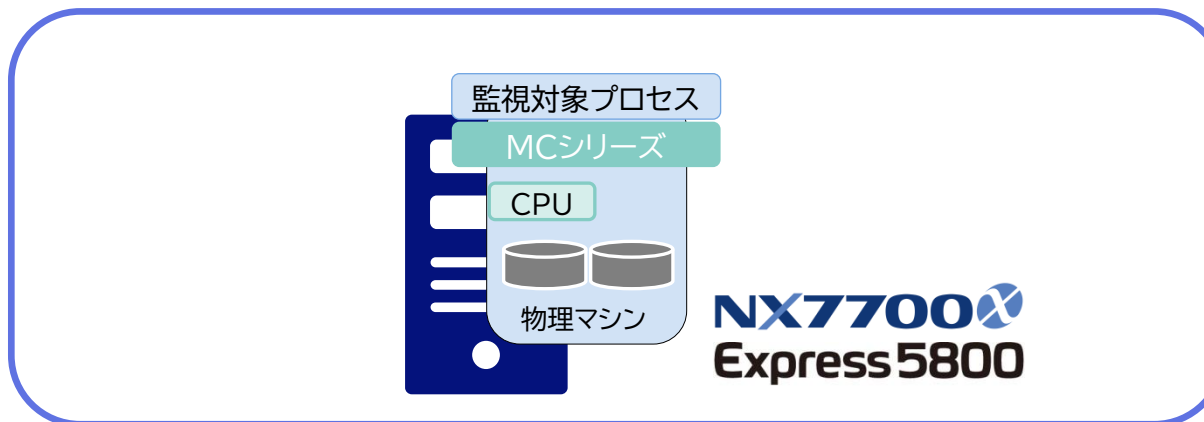 監視対象プロセス
MCシリーズ
CPU
物理マシン
NX7700x
Express5800